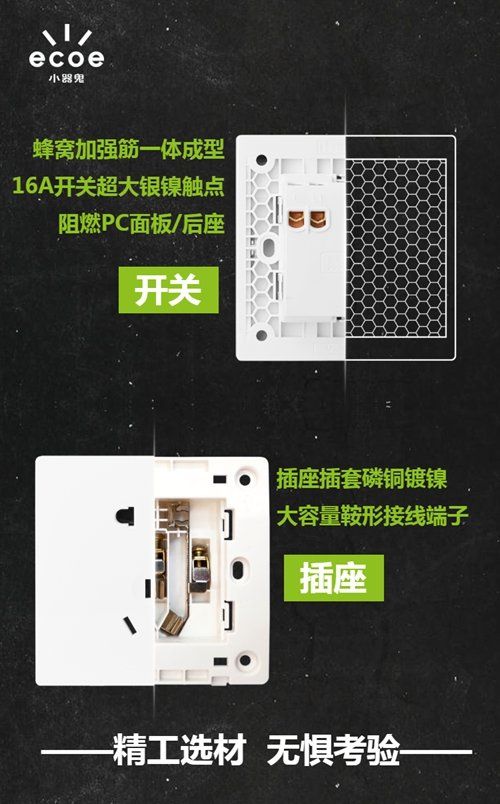 ecoe
小器鬼
蜂窝加强筋一体成型
16A开关超大银镍触点
阻燃PC面板/后座
开关
插座插套磷铜镀镍
大容量鞍形接线端子
插座
精工选材 无惧考验